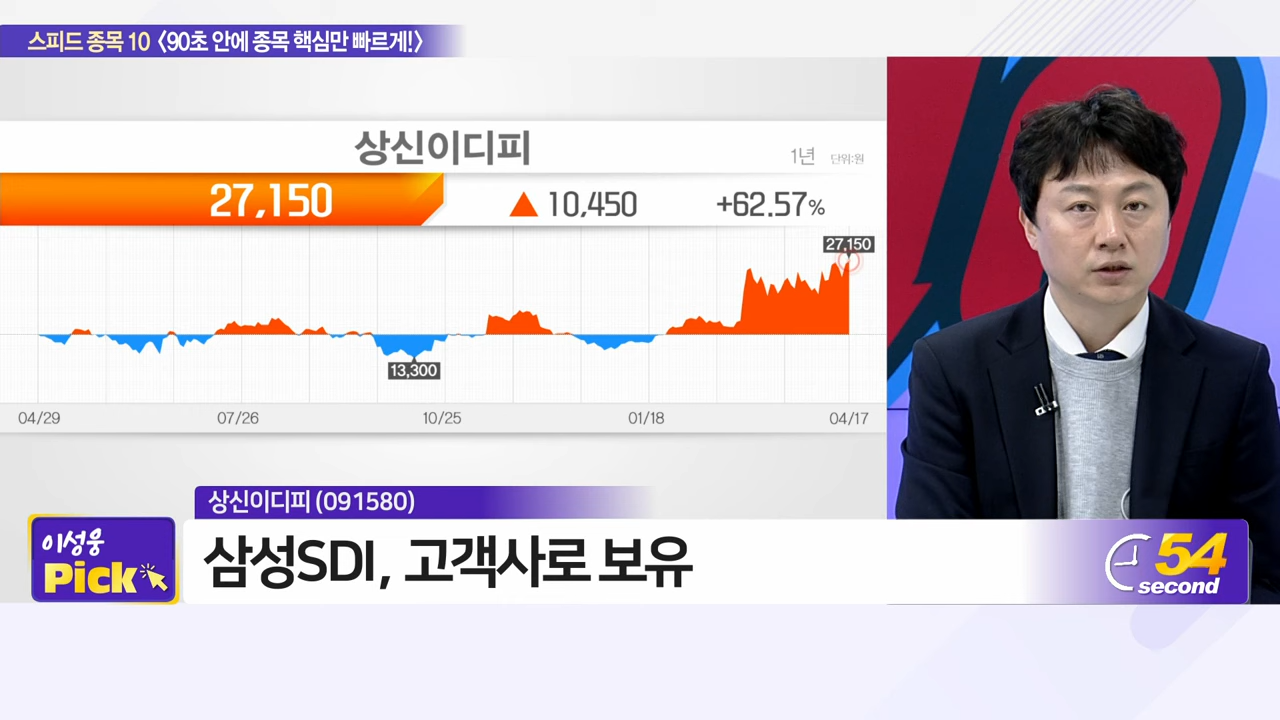 스피드 종목 10 <90초 안에 종목 핵심만 빠르게!>
상신이디피
1년 단위:원
27,150 ▲ 10,450 +62.57%
27,150
13,300
04/29 07/26 10/25 01/18 04/17
상신이디피 (091580)
이성웅
Pick
삼성SDI, 고객사로 보유
54
second